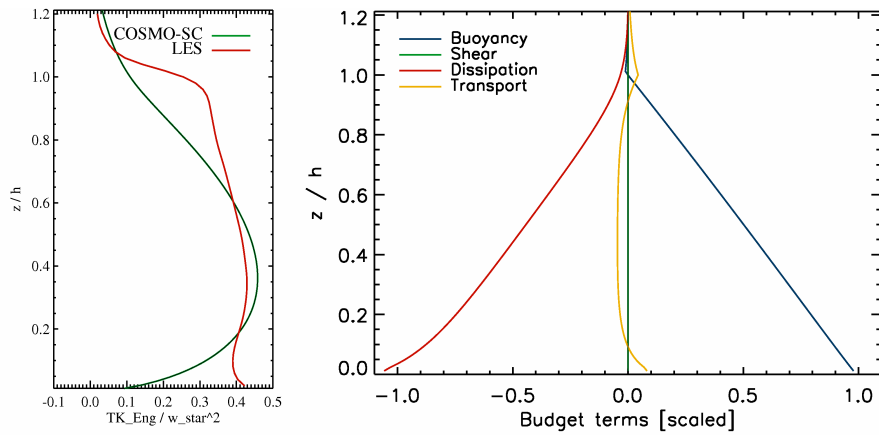 COSMO-SC
LES
1.2
1.0
0.8
0.6
0.4
0.2
z / h
-0.1 0.0 0.1 0.2 0.3 0.4 0.5
TK_Eng / w_star^2
Buoyancy
Shear
Dissipation
Transport
1.2
1.0
0.8
0.6
0.4
0.2
0.0
z / h
-1.0 -0.5 0.0 0.5 1.0
Budget terms [scaled]